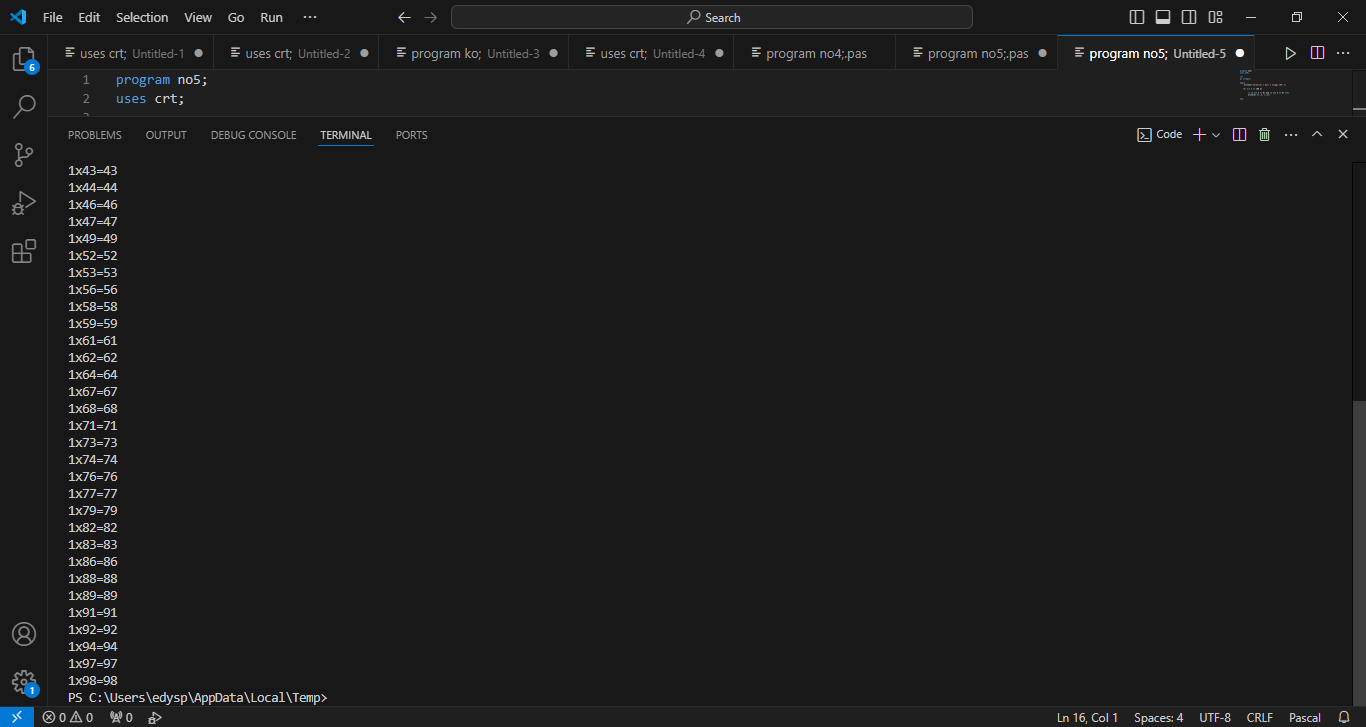 File Edit Selection View Go Run ··· Search
6
uses crt; Untitled-1 uses crt; Untitled-2 program ko; Untitled-3 uses crt; Untitled-4 program no4;.pas program no5;.pas program no5; Untitled-5
1 program no5;
2 uses crt;
PROBLEMS OUTPUT DEBUG CONSOLE TERMINAL PORTS Code
1x43=43
1x44=44
1x46=46
1x47=47
1x49=49
1x52=52
1x53=53
1x56=56
1x58=58
1x59=59
1x61=61
1x62=62
1x64=64
1x67=67
1x68=68
1x71=71
1x73=73
1x74=74
1x76=76
1x77=77
1x79=79
1x82=82
1x83=83
1x86=86
1x88=88
1x89=89
1x91=91
1x92=92
1x94=94
1x97=97
1x98=98
PS C:\Users\edysp\AppData\Local\Temp>
1
0 0 0 Ln 16, Col 1 Spaces: 4 UTF-8 CRLF Pascal